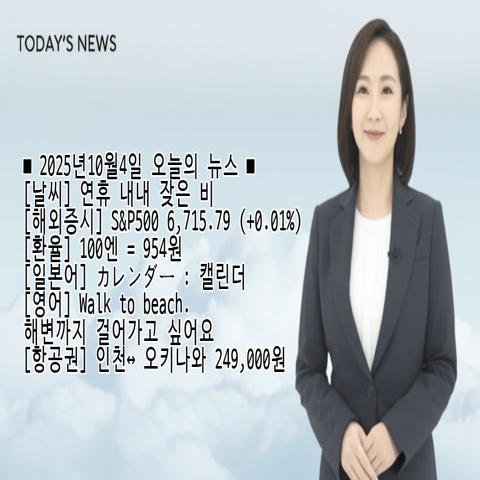 TODAY'S NEWS
■ 2025년10월4일 오늘의 뉴스 ■
[날씨] 연휴 내내 잦은 비
[해외증시] S&P500 6,715.79 (+0.01%)
[환율] 100엔 = 954원
[일본어] カレンダー : 캘린더
[영어] Walk to beach.
해변까지 걸어가고 싶어요
[항공권] 인천↔ 오키나와 249,000원